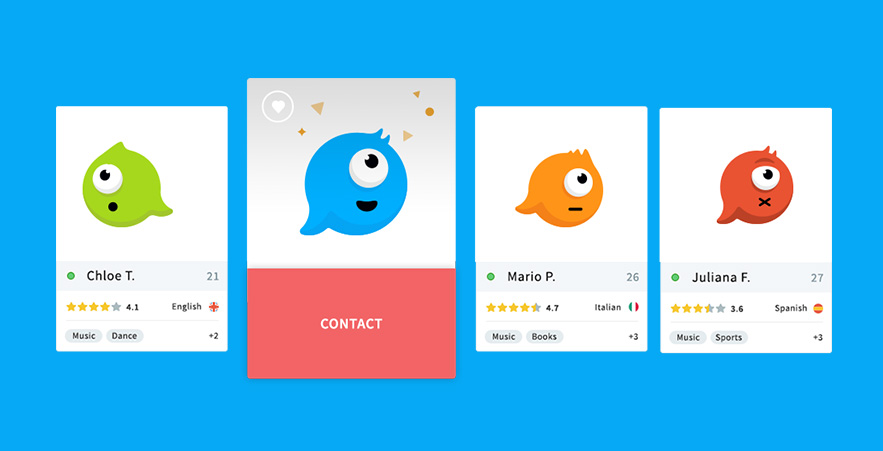 Chloe T. 21
4.1 English
Music Dance +2
CONTACT
Mario P. 26
4.7 Italian
Music Books +3
Juliana F. 27
3.6 Spanish
Music Sports +3